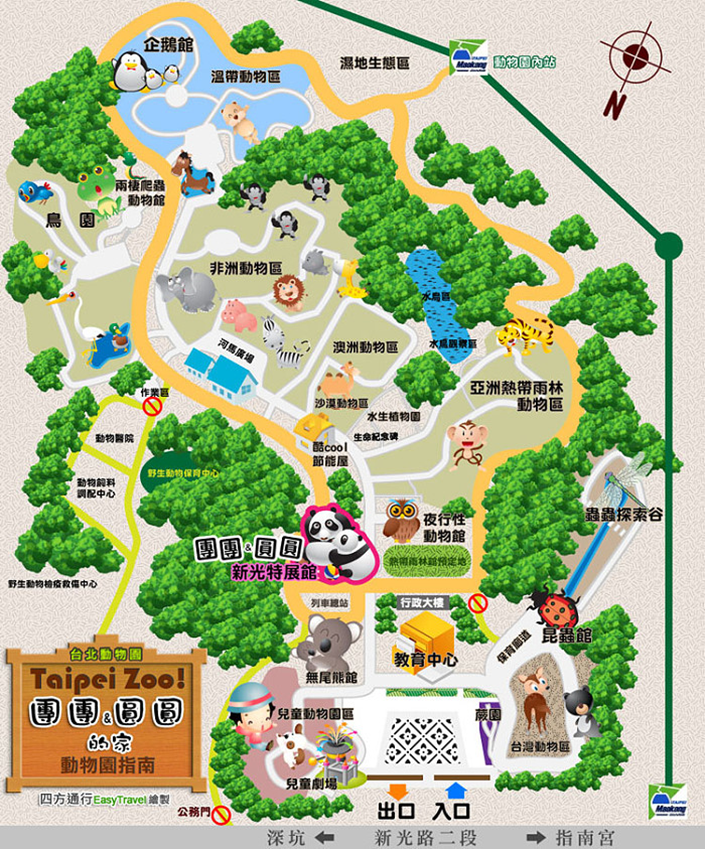 企鵝館
溫帶動物區
濕地生態區
TAIPEI
Maokong
動物園內站
N
兩棲爬蟲
動物館
鳥園
非洲動物區
水鳥區
水鳥觀察區
河馬廣場
澳洲動物區
沙漠動物區
亞洲熱帶雨林
動物區
水生植物園
生命紀念碑
作業區
動物醫院
酷cool
節能屋
野生動物保育中心
動物飼料
調配中心
蟲蟲探索谷
夜行性
動物館
團團&圓圓
新光特展館
熱帶雨林館預定地
野生動物檢疫救傷中心
列車總站
行政大樓
昆蟲館
保育廊道
台北動物園
Taipei Zoo!
團團&圓圓
的家
動物園指南
無尾熊館
教育中心
兒童動物園區
蕨園
台灣動物區
兒童劇場
四方通行EasyTravel繪製
公務門
出口 入口
TAIPEI
Maokong
深坑 ← 新光路二段 → 指南宮